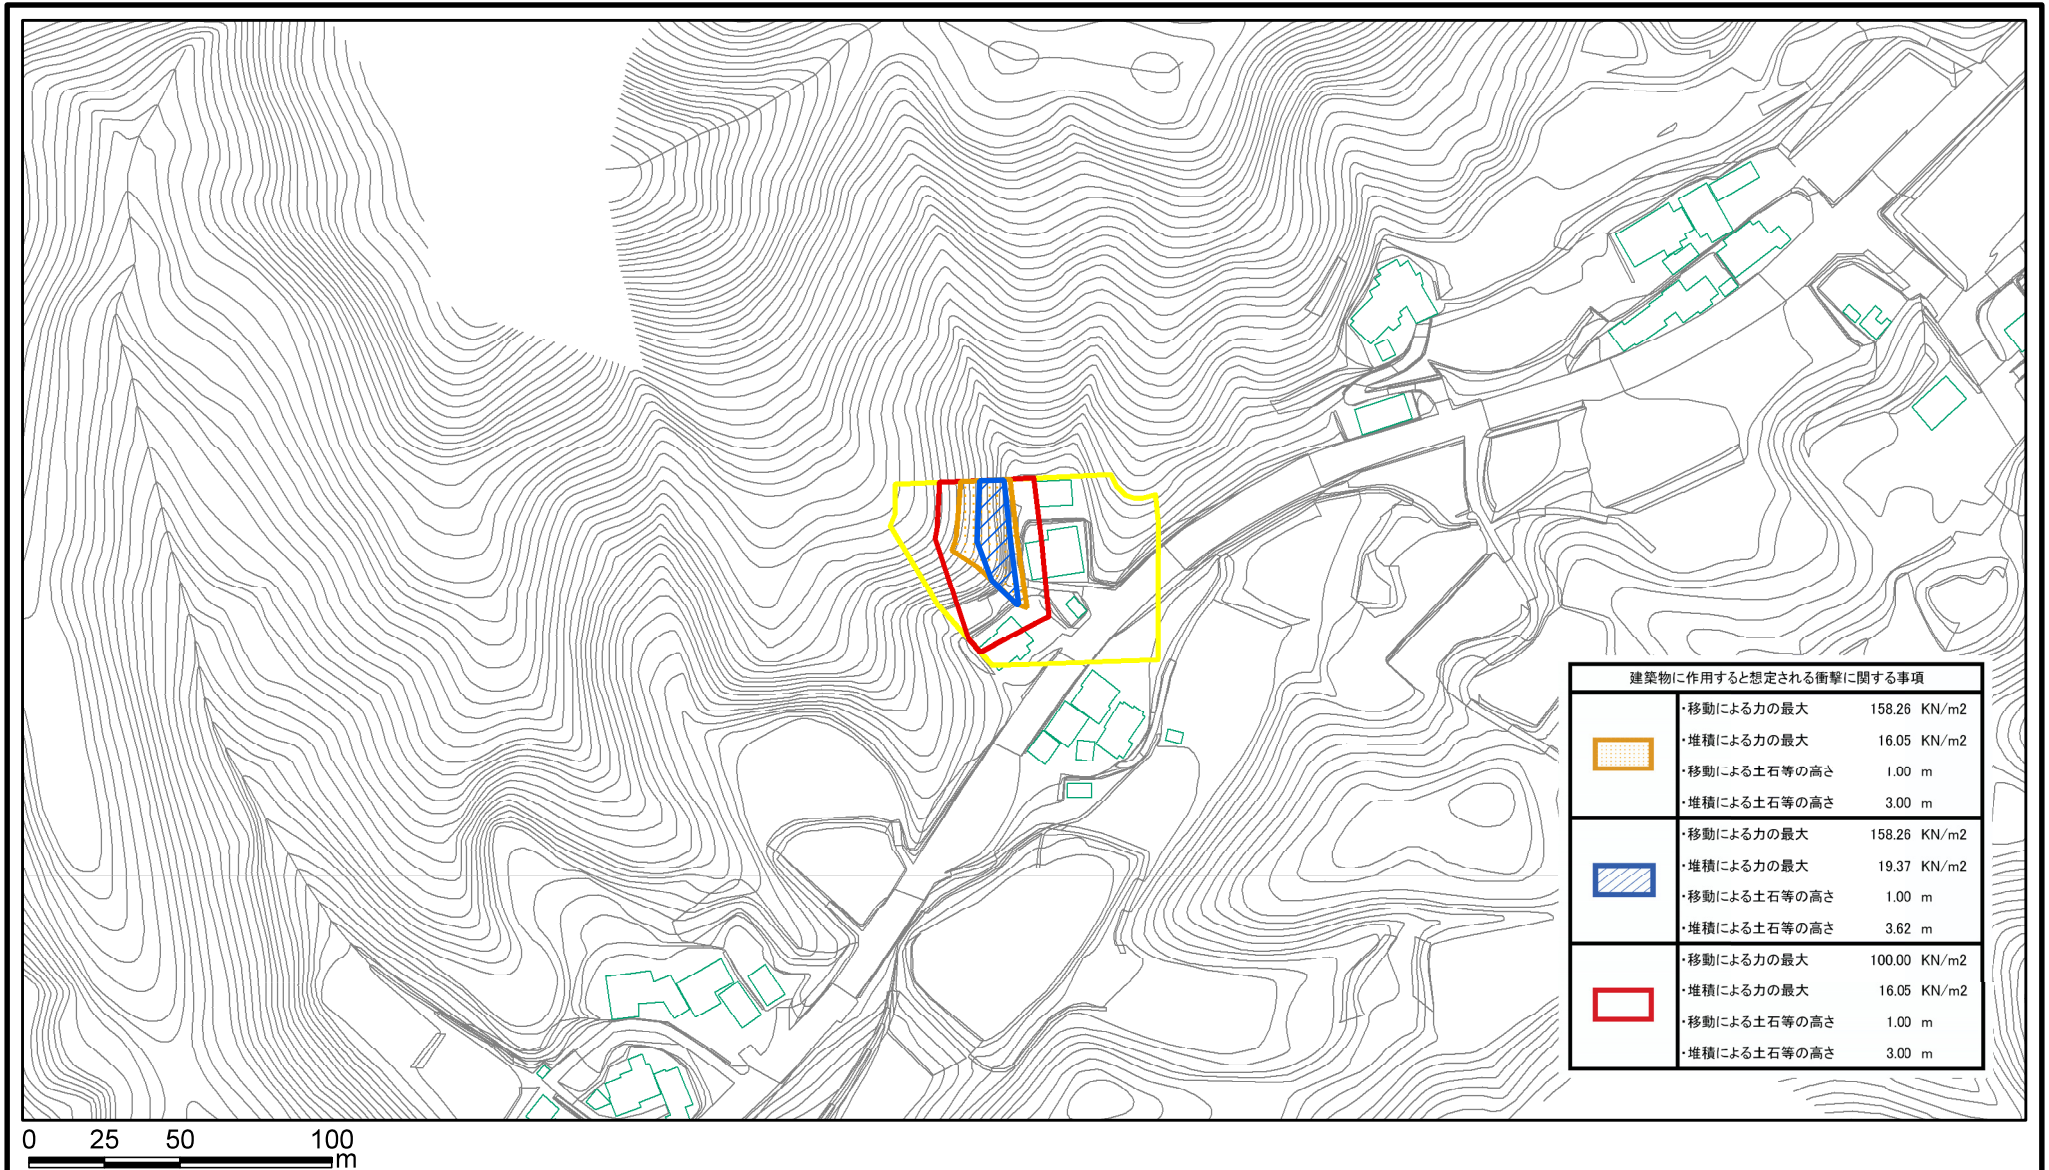 建築物に作用すると想定される衝撃に関する事項
・移動による力の最大 158.26 KN/m2
・堆積による力の最大 16.05 KN/m2
・移動による土石等の高さ 1.00 m
・堆積による土石等の高さ 3.00 m
・移動による力の最大 158.26 KN/m2
・堆積による力の最大 19.37 KN/m2
・移動による土石等の高さ 1.00 m
・堆積による土石等の高さ 3.62 m
・移動による力の最大 100.00 KN/m2
・堆積による力の最大 16.05 KN/m2
・移動による土石等の高さ 1.00 m
・堆積による土石等の高さ 3.00 m
0 25 50 100
m